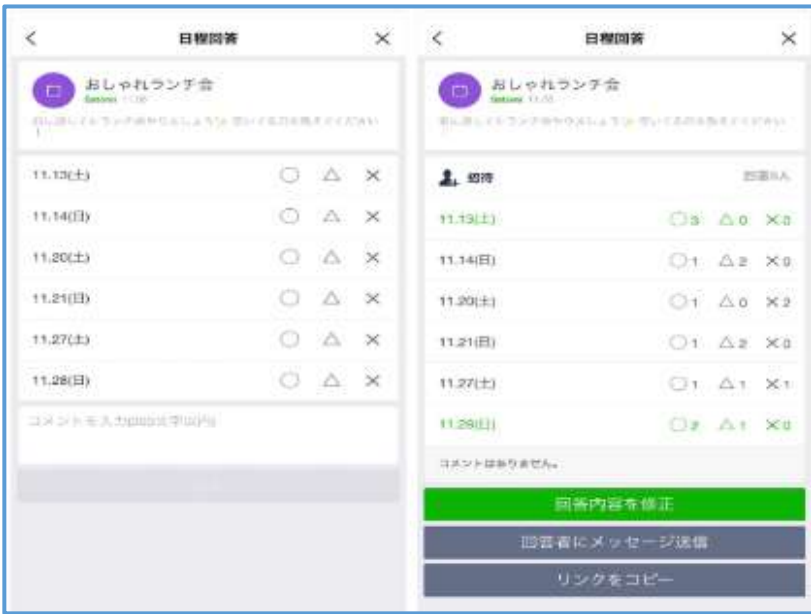 日程回答
おしゃれランチ会
11.13(土)
11.14(日)
11.20(土)
11.21(日)
11.27(土)
11.28(日)
日程回答
おしゃれランチ会
招待
11.13(土) ○3 △0 ×0
11.14(日) ○1 △2 ×0
11.20(土) ○1 △0 ×2
11.21(日) ○1 △2 ×0
11.27(土) ○1 △1 ×1
11.28(日) ○2 △1 ×0
コメントはありません。
回答内容を修正
回答者にメッセージ送信
リンクをコピー